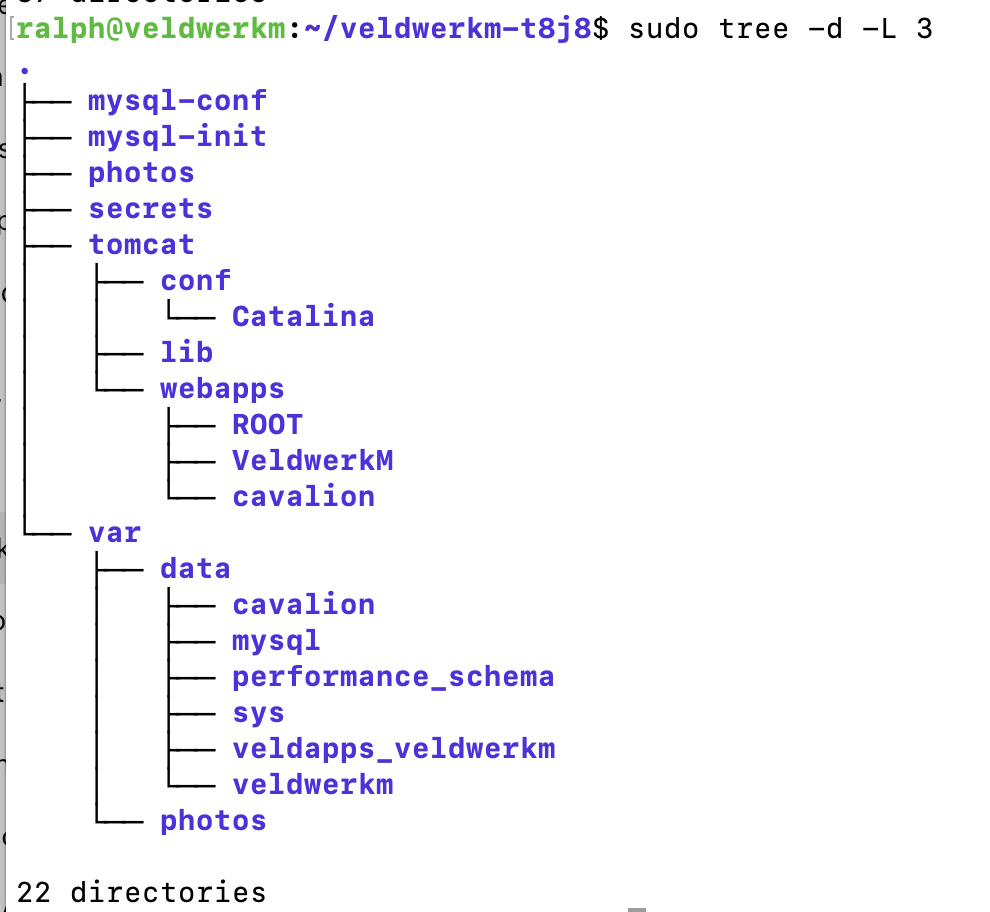 ralph@veldwerkm:~/veldwerkm-t8j8$ sudo tree -d -L 3
.
├── mysql-conf
├── mysql-init
├── photos
├── secrets
├── tomcat
│   ├── conf
│   │   └── Catalina
│   ├── lib
│   └── webapps
│       ├── ROOT
│       ├── VeldwerkM
│       └── cavalion
└── var
    ├── data
    │   ├── cavalion
    │   ├── mysql
    │   ├── performance_schema
    │   ├── sys
    │   ├── veldapps_veldwerkm
    │   └── veldwerkm
    └── photos
22 directories